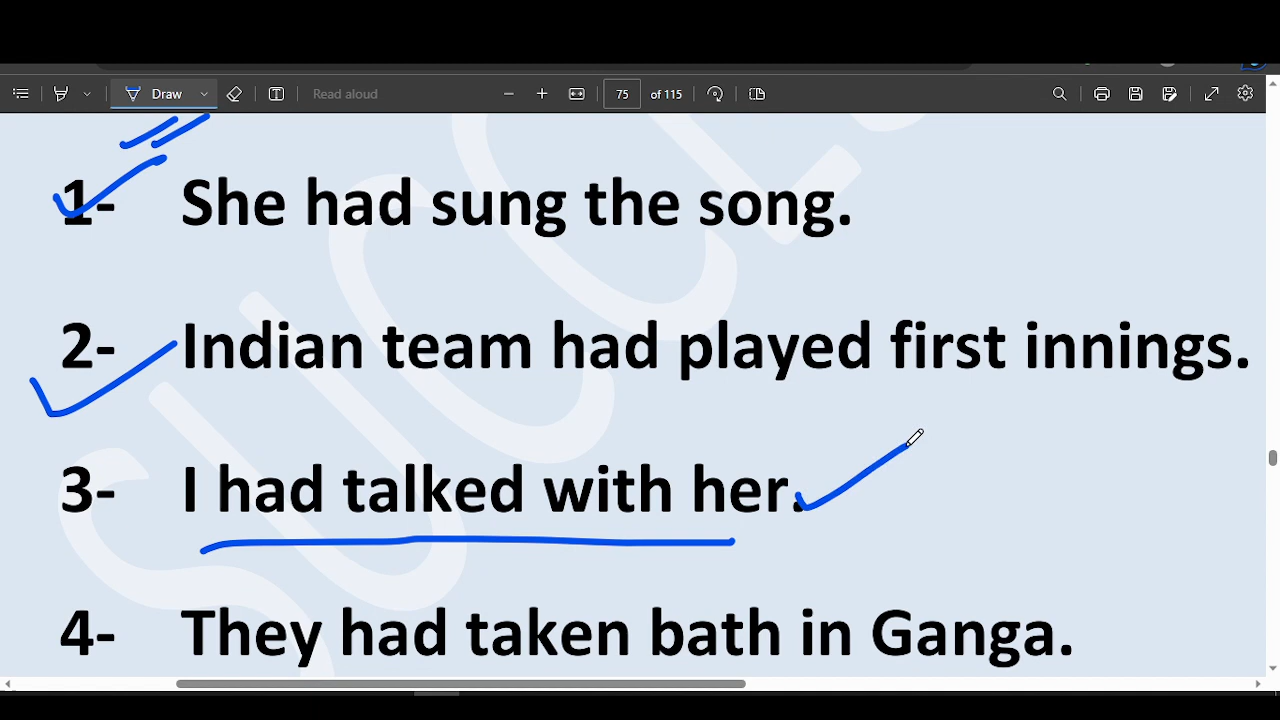 Draw
Read aloud
75 of 115
1- She had sung the song.
2- Indian team had played first innings.
3- I had talked with her.
4- They had taken bath in Ganga.
SUCCE